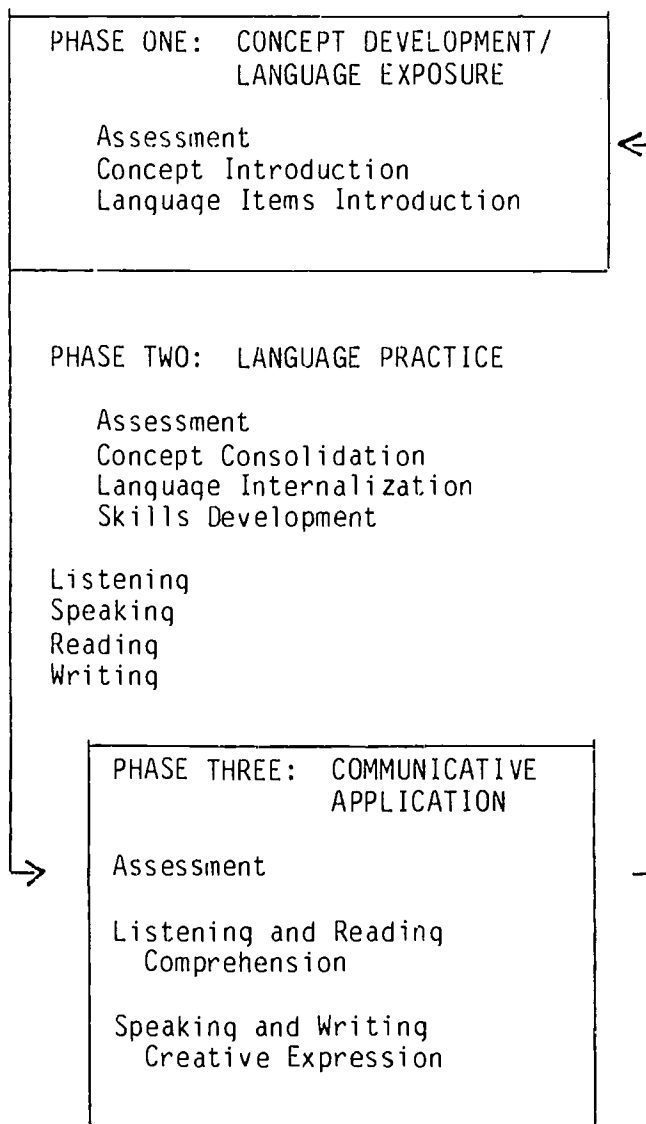 PHASE ONE: CONCEPT DEVELOPMENT/
LANGUAGE EXPOSURE
Assessment
Concept Introduction
Language Items Introduction
PHASE TWO: LANGUAGE PRACTICE
Assessment
Concept Consolidation
Language Internalization
Skills Development
Listening
Speaking
Reading
Writing
PHASE THREE: COMMUNICATIVE
APPLICATION
Assessment
Listening and Reading
Comprehension
Speaking and Writing
Creative Expression